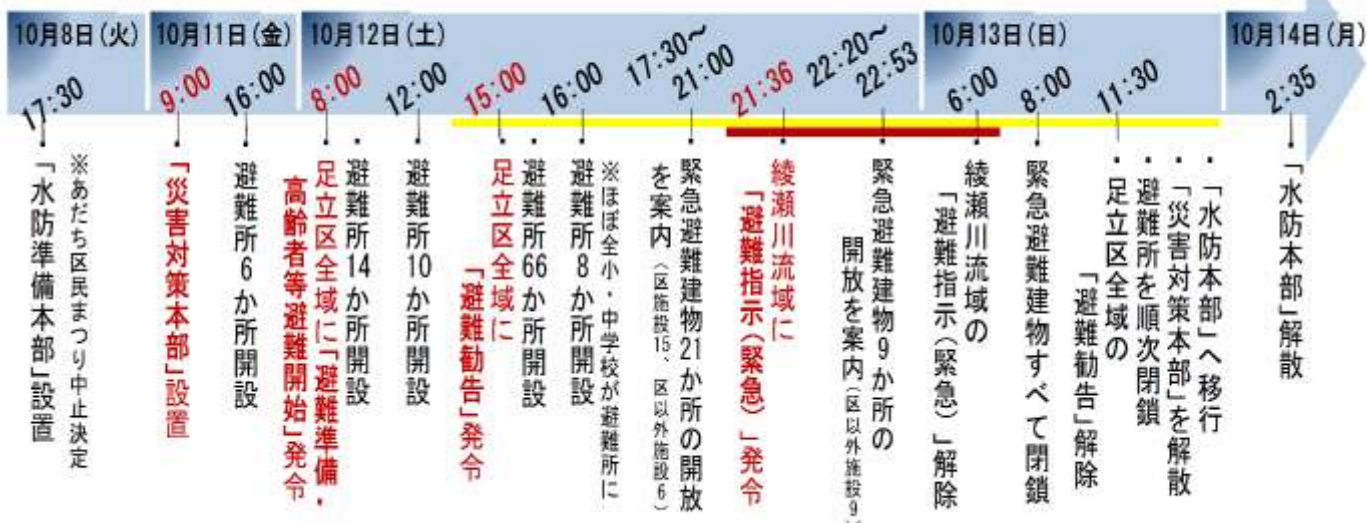 10月8日(火)
17:30
・「水防準備本部」設置
※あだち区民まつり中止決定
10月11日(金)
9:00
・「災害対策本部」設置
16:00
・避難所6か所開設
10月12日(土)
8:00
・足立区全域に「避難準備・
高齢者等避難開始」発令
・避難所14か所開設
12:00
・避難所10か所開設
15:00
・足立区全域に
「避難勧告」発令
・避難所66か所開設
16:00
・避難所8か所開設
※ほぼ全小・中学校が避難所に
17:30～
21:00
・緊急避難建物21か所の開放
を案内(区施設15、区以外施設6)
21:36
・綾瀬川流域に
「避難指示(緊急)」発令
22:20～
22:53
・緊急避難建物9か所の
開放を案内(区以外施設9)
10月13日(日)
6:00
・綾瀬川流域の
「避難指示(緊急)」解除
8:00
・緊急避難建物すべて閉鎖
11:30
・足立区全域の
「避難勧告」解除
・避難所を順次閉鎖
・「災害対策本部」を解散
・「水防本部」へ移行
10月14日(月)
2:35
・「水防本部」解散